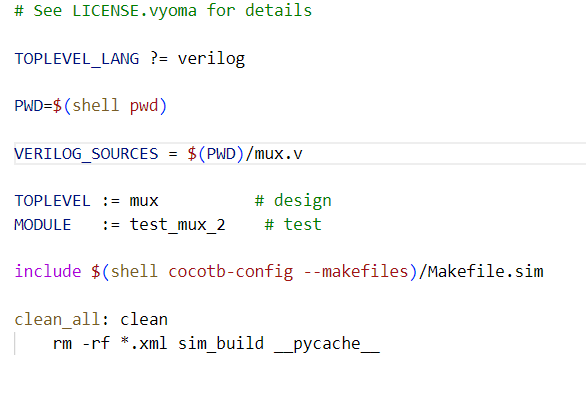 # See LICENSE.vyoma for details
TOPLEVEL_LANG ?= verilog
PWD=$(shell pwd)
VERILOG_SOURCES = $(PWD)/mux.v
TOPLEVEL := mux          # design
MODULE   := test_mux_2    # test
include $(shell cocotb-config --makefiles)/Makefile.sim
clean_all: clean
    rm -rf *.xml sim_build __pycache__